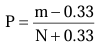 P = (m - 0.33) / (N + 0.33)